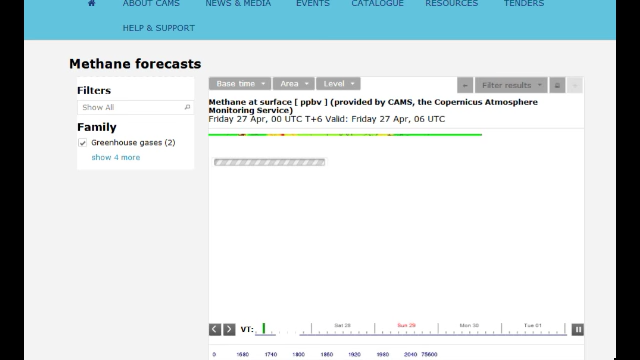 ABOUT CAMS NEWS & MEDIA EVENTS CATALOGUE RESOURCES TENDERS
HELP & SUPPORT
Methane forecasts
Filters
Show All
Family
Greenhouse gases (2)
show 4 more
Base time Area Level Filter results
Methane at surface [ ppbv ] (provided by CAMS, the Copernicus Atmosphere
Monitoring Service)
Friday 27 Apr, 00 UTC T+6 Valid: Friday 27 Apr, 06 UTC
VT: Sat 28 Sun 29 Mon 30 Tue 01
0 1680 1740 1800 1860 1920 1980 2040 75600